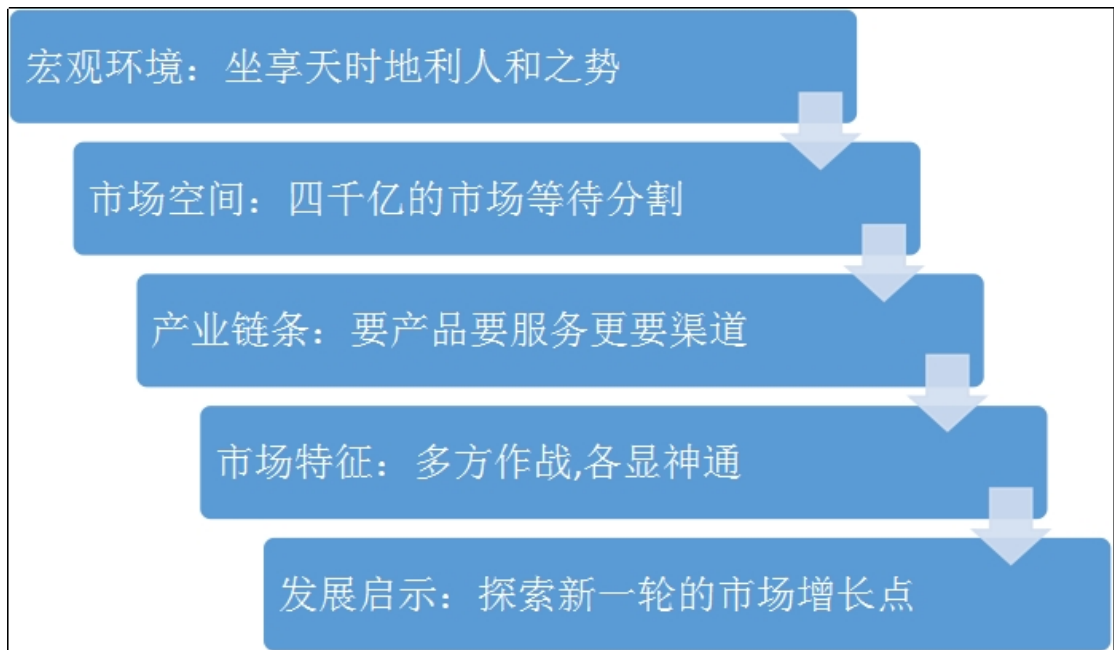 宏观环境：坐享天时地利人和之势
市场空间：四千亿的市场等待分割
产业链条：要产品要服务更要渠道
市场特征：多方作战,各显神通
发展启示：探索新一轮的市场增长点